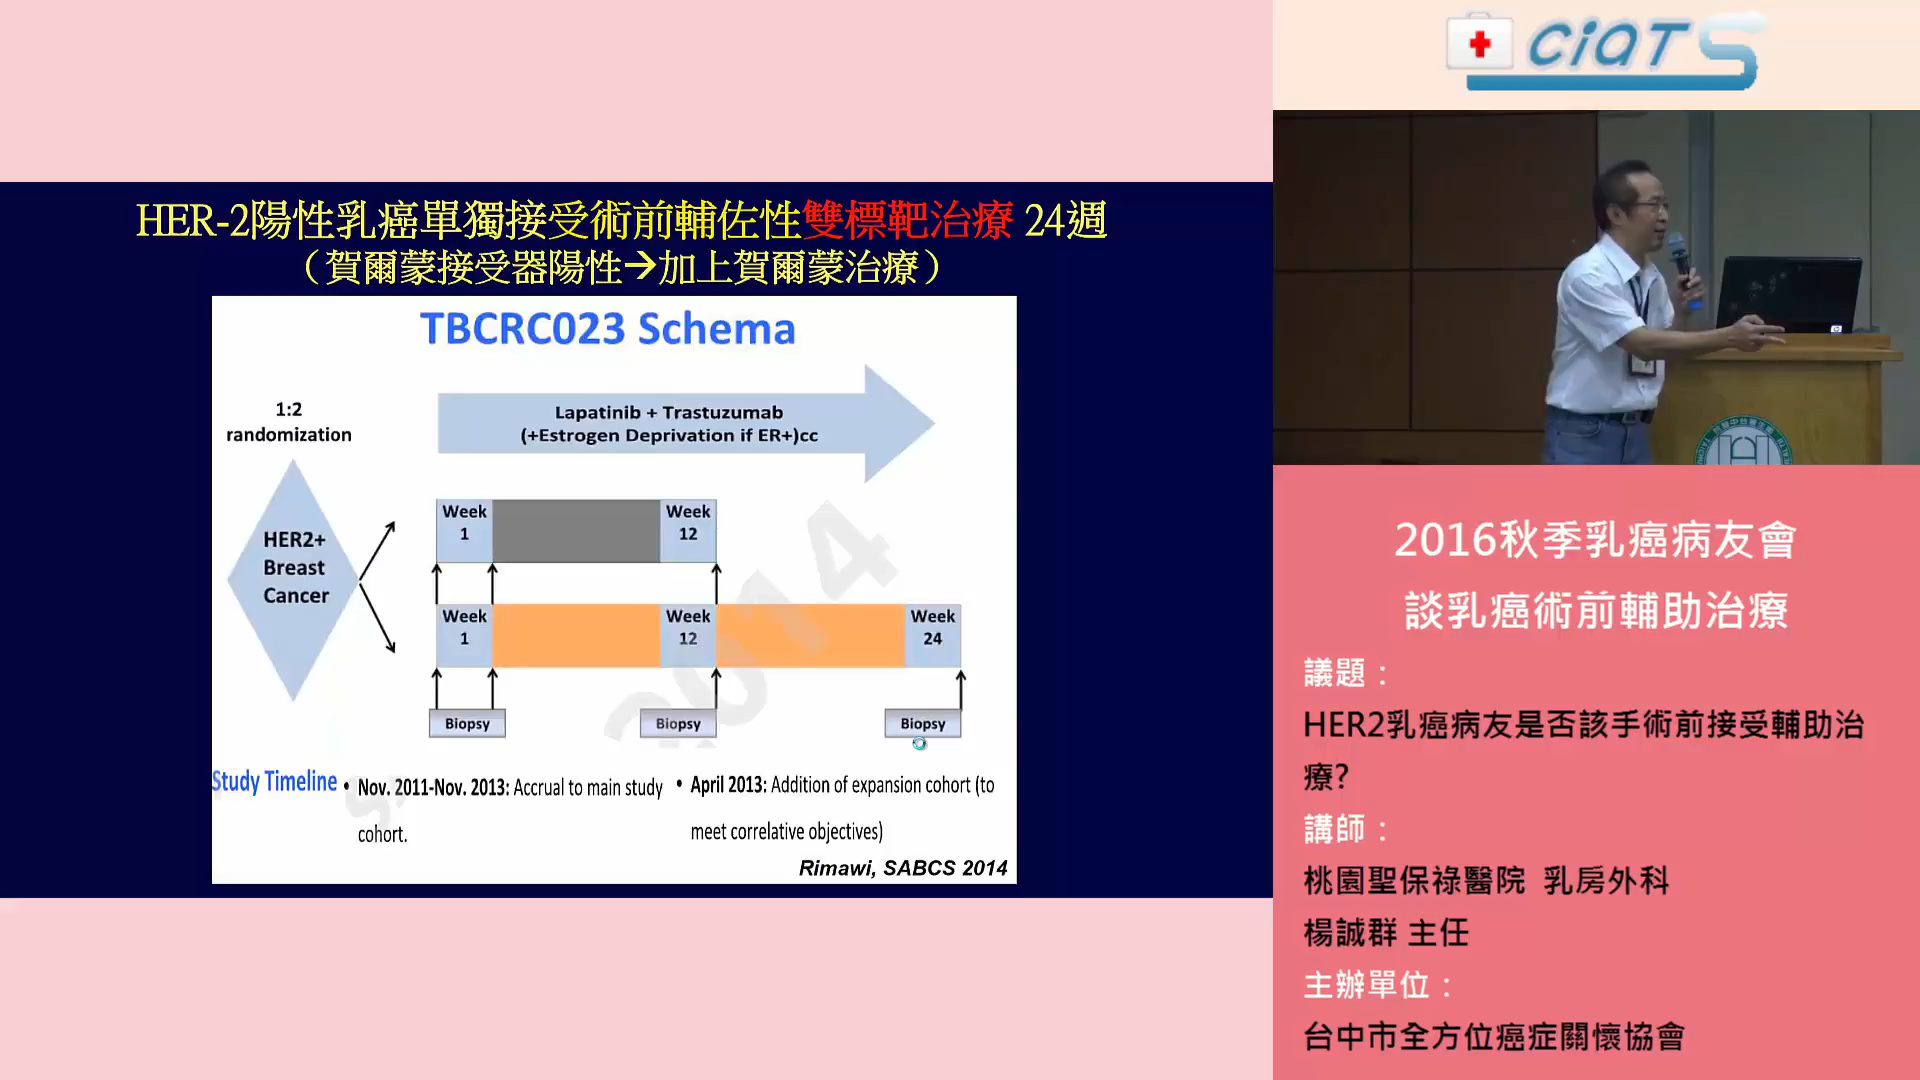 HER-2陽性乳癌單獨接受術前輔佐性雙標靶治療 24週
（賀爾蒙接受器陽性→加上賀爾蒙治療）
TBCRC023 Schema
1:2
randomization
Lapatinib + Trastuzumab
(+Estrogen Deprivation if ER+)cc
HER2+
Breast
Cancer
Week
1
Week
12
Week
1
Week
12
Week
24
Biopsy
Biopsy
Biopsy
2014
Study Timeline
• Nov. 2011-Nov. 2013: Accrual to main study
cohort.
• April 2013: Addition of expansion cohort (to
meet correlative objectives)
Rimawi, SABCS 2014
CiaTS
2016秋季乳癌病友會
談乳癌術前輔助治療
議題：
HER2乳癌病友是否該手術前接受輔助治
療?
講師：
桃園聖保祿醫院 乳房外科
楊誠群 主任
主辦單位：
台中市全方位癌症關懷協會